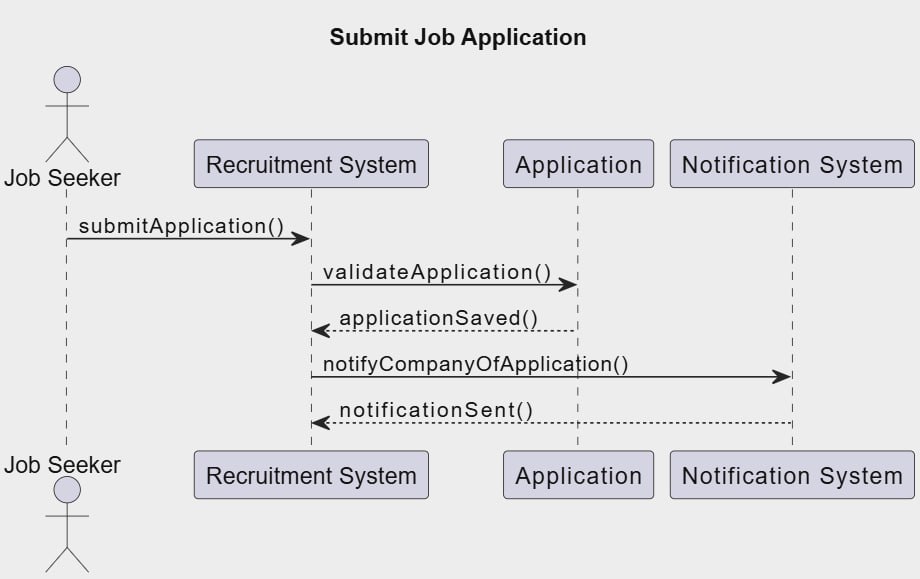 Submit Job Application
Job Seeker
Recruitment System
Application
Notification System
submitApplication()
validateApplication()
applicationSaved()
notifyCompanyOfApplication()
notificationSent()
Job Seeker
Recruitment System
Application
Notification System